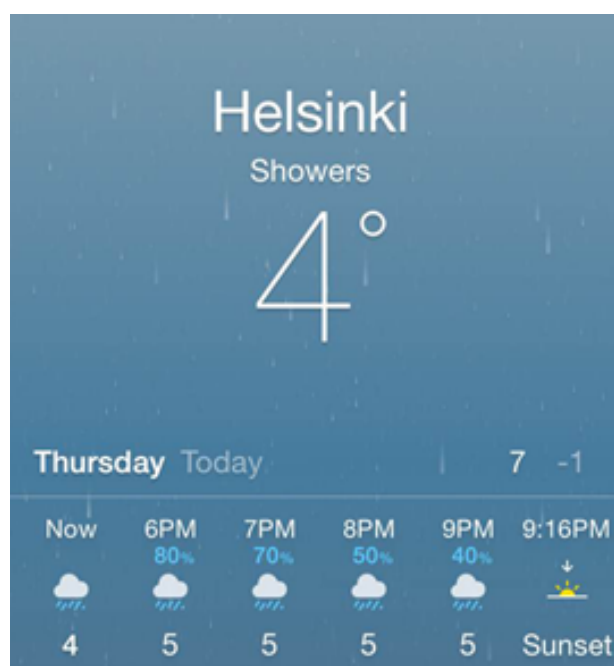 Helsinki
Showers
4°
Thursday Today 7 -1
Now 6PM 7PM 8PM 9PM 9:16PM
80% 70% 50% 40%
4 5 5 5 5 Sunset